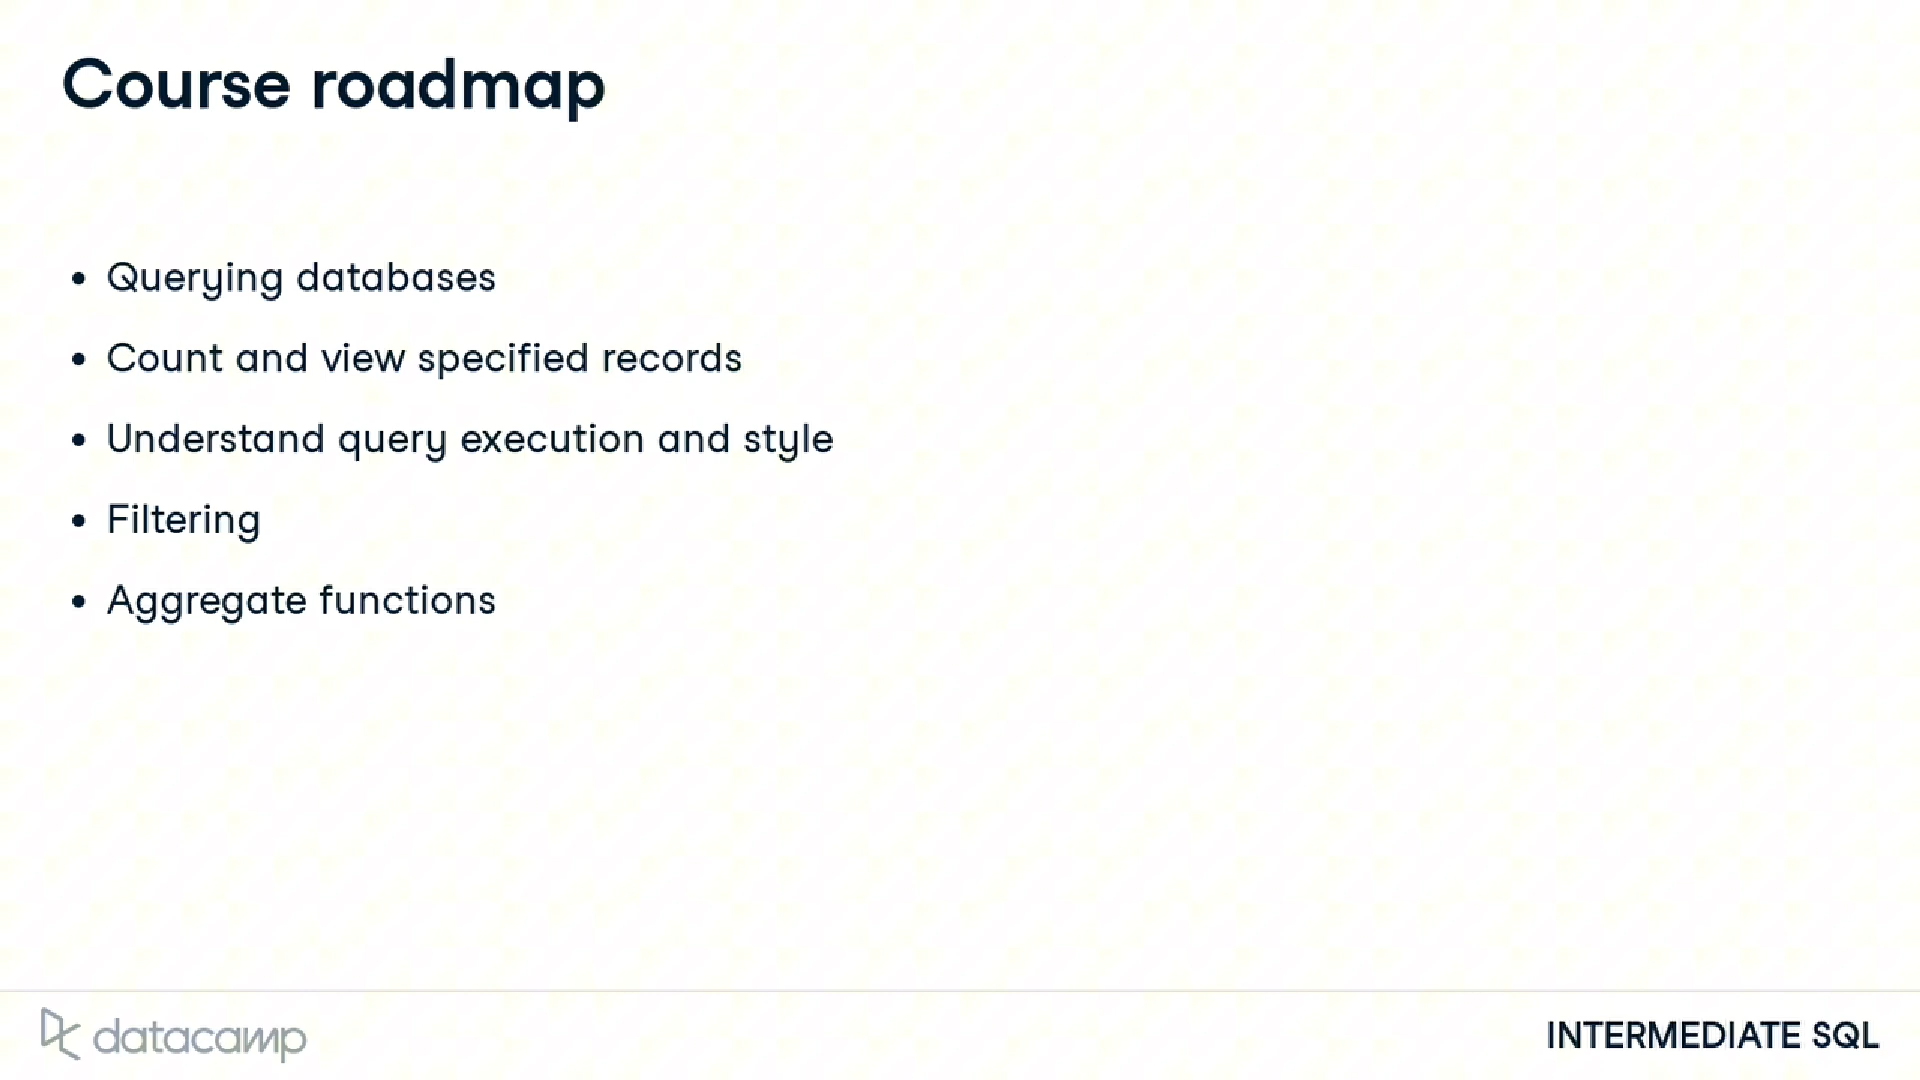 Course roadmap
• Querying databases
• Count and view specified records
• Understand query execution and style
• Filtering
• Aggregate functions
datacamp
INTERMEDIATE SQL